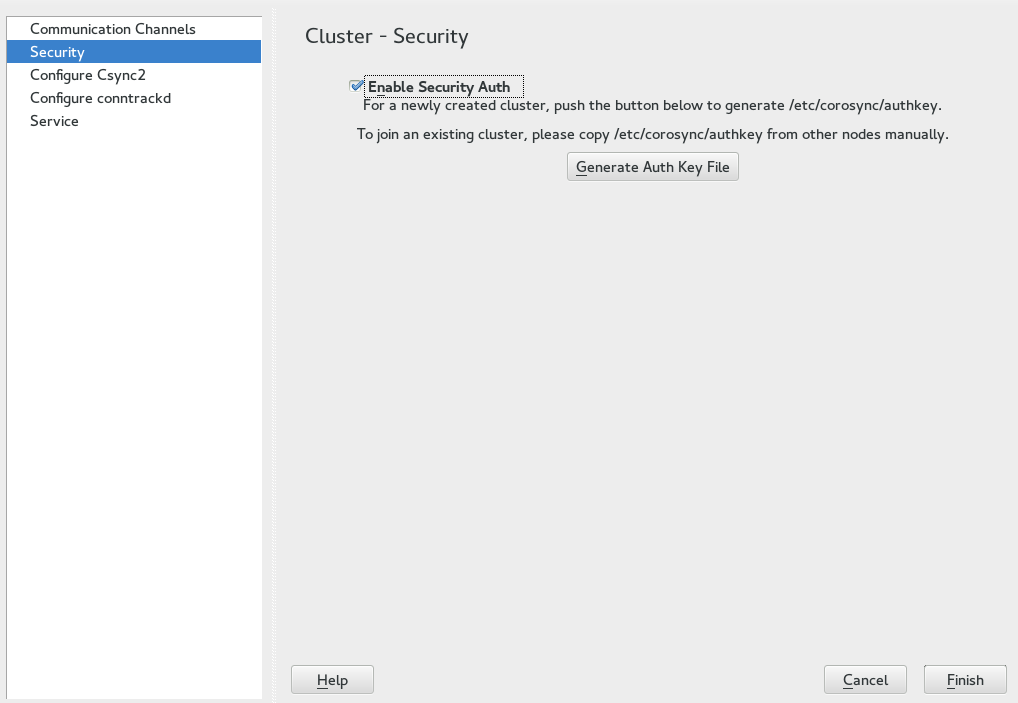 Communication Channels
Security
Configure Csync2
Configure conntrackd
Service
Cluster - Security
Enable Security Auth
For a newly created cluster, push the button below to generate /etc/corosync/authkey.
To join an existing cluster, please copy /etc/corosync/authkey from other nodes manually.
Generate Auth Key File
Help
Cancel
Finish